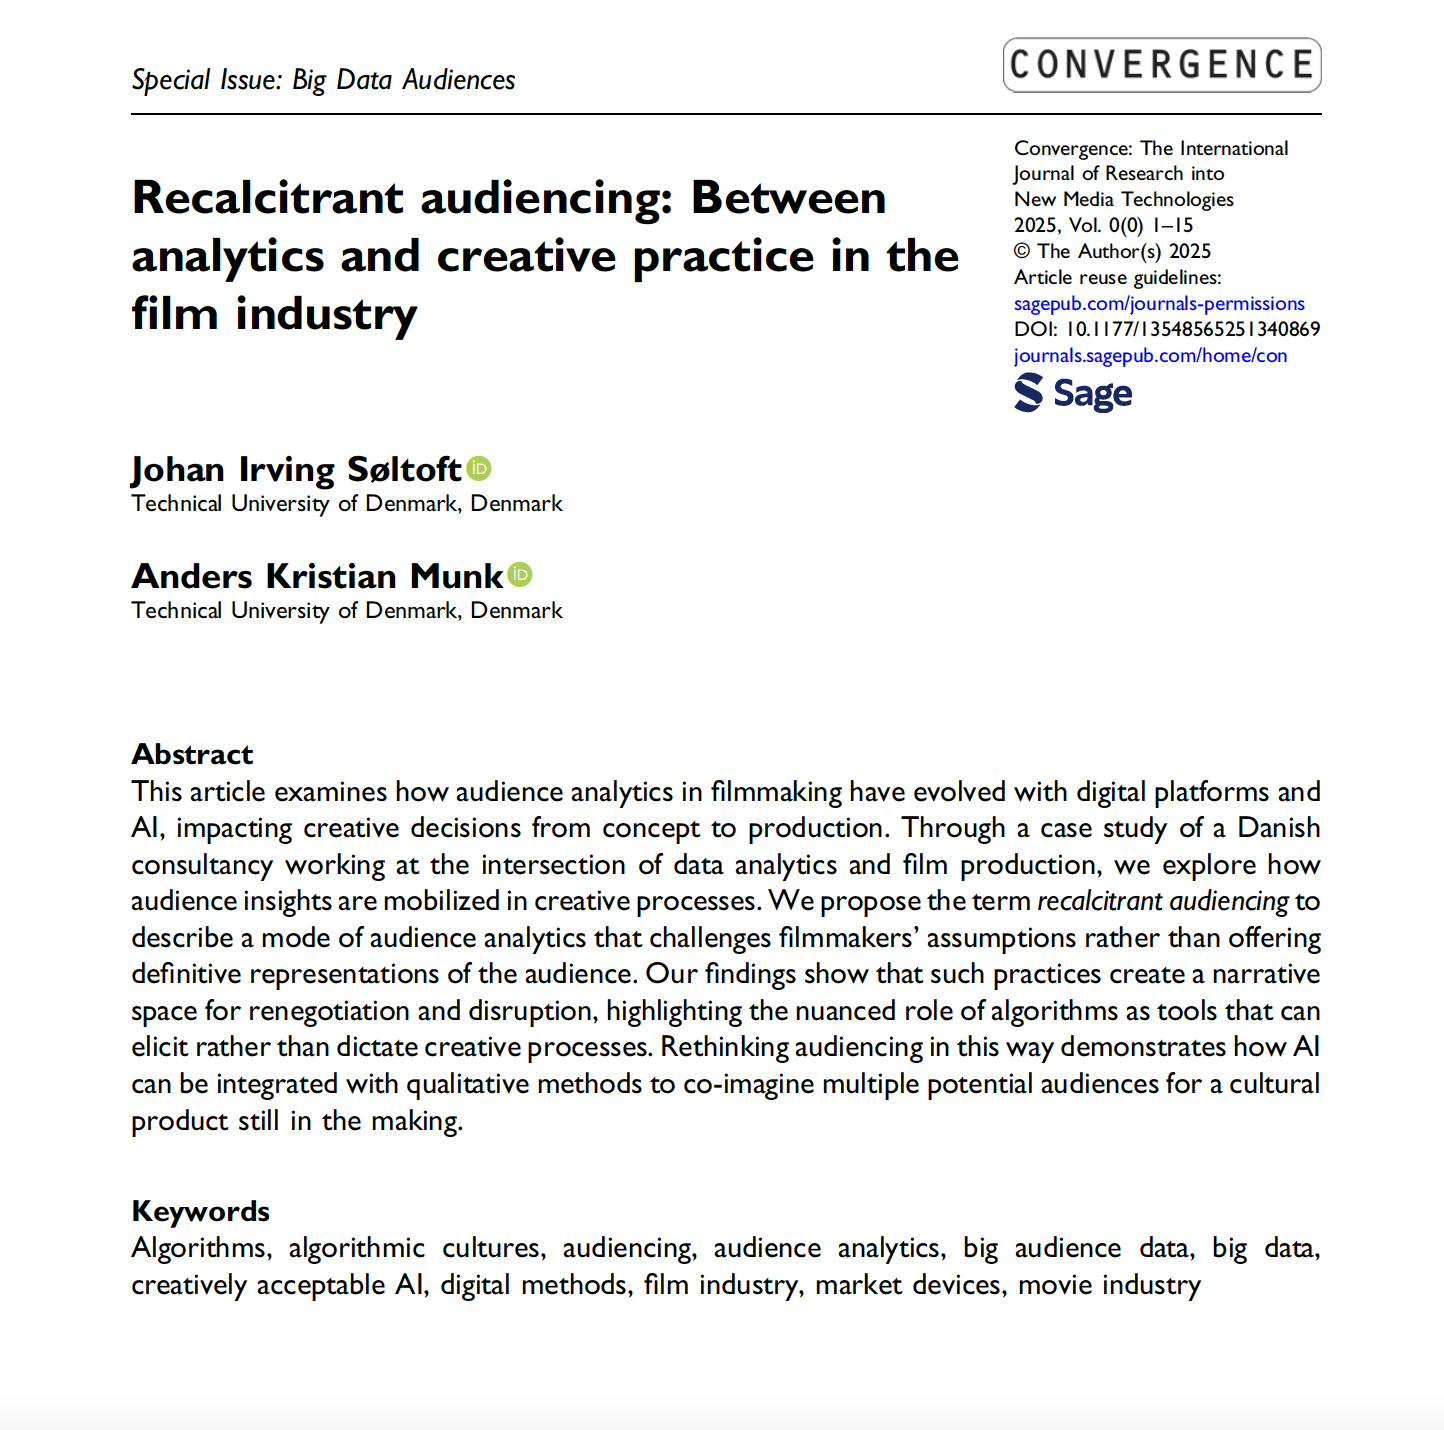 Special Issue: Big Data Audiences
CONVERGENCE
Recalcitrant audiencing: Between
analytics and creative practice in the
film industry
Convergence: The International
Journal of Research into
New Media Technologies
2025, Vol. 0(0) 1–15
© The Author(s) 2025
Article reuse guidelines:
sagepub.com/journals-permissions
DOI: 10.1177/13548565251340869
journals.sagepub.com/home/con
Sage
Johan Irving Søltoft iD
Technical University of Denmark, Denmark
Anders Kristian Munk iD
Technical University of Denmark, Denmark
Abstract
This article examines how audience analytics in filmmaking have evolved with digital platforms and
AI, impacting creative decisions from concept to production. Through a case study of a Danish
consultancy working at the intersection of data analytics and film production, we explore how
audience insights are mobilized in creative processes. We propose the term recalcitrant audiencing to
describe a mode of audience analytics that challenges filmmakers’ assumptions rather than offering
definitive representations of the audience. Our findings show that such practices create a narrative
space for renegotiation and disruption, highlighting the nuanced role of algorithms as tools that can
elicit rather than dictate creative processes. Rethinking audiencing in this way demonstrates how AI
can be integrated with qualitative methods to co-imagine multiple potential audiences for a cultural
product still in the making.
Keywords
Algorithms, algorithmic cultures, audiencing, audience analytics, big audience data, big data,
creatively acceptable AI, digital methods, film industry, market devices, movie industry